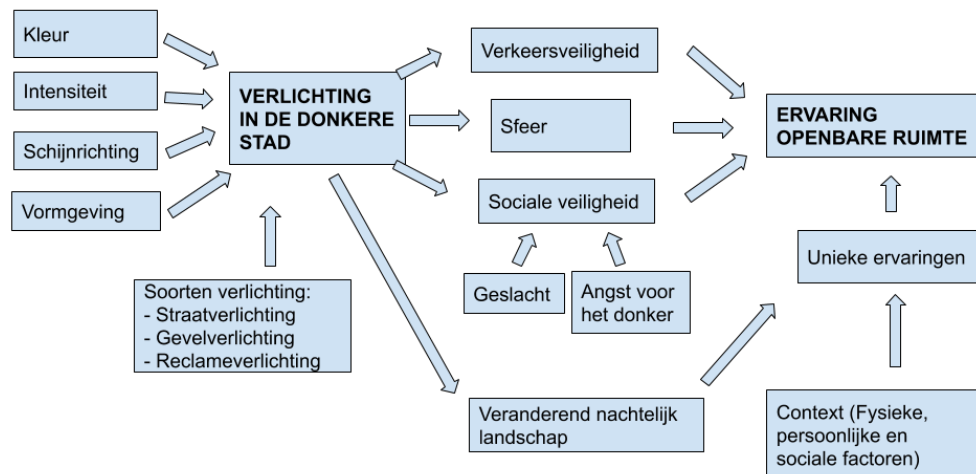 Kleur
Intensiteit
Schijnrichting
Vormgeving
VERLICHTING
IN DE DONKERE
STAD
Soorten verlichting:
- Straatverlichting
- Gevelverlichting
- Reclameverlichting
Verkeersveiligheid
Sfeer
Sociale veiligheid
Geslacht
Angst voor
het donker
Veranderend nachtelijk
landschap
ERVARING
OPENBARE RUIMTE
Unieke ervaringen
Context (Fysieke,
persoonlijke en
sociale factoren)